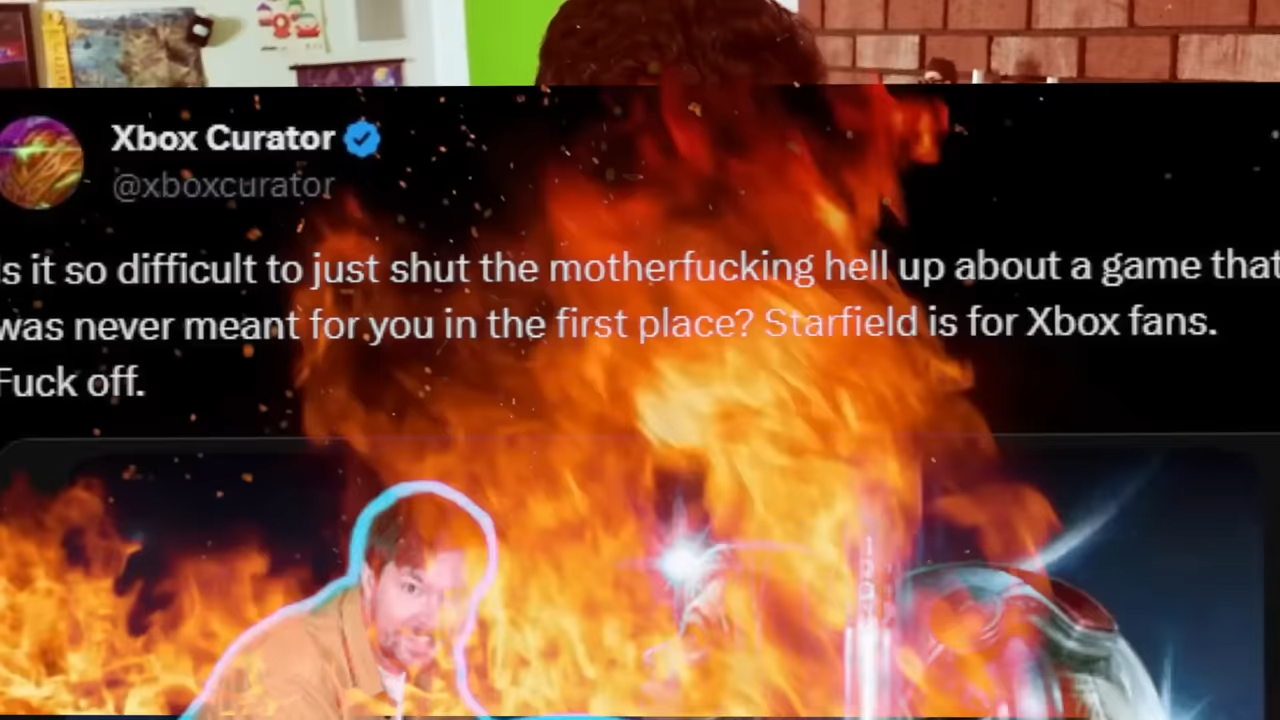 Xbox Curator
@xboxcurator
Is it so difficult to just shut the motherfucking hell up about a game that
was never meant for you in the first place? Starfield is for Xbox fans.
Fuck off.